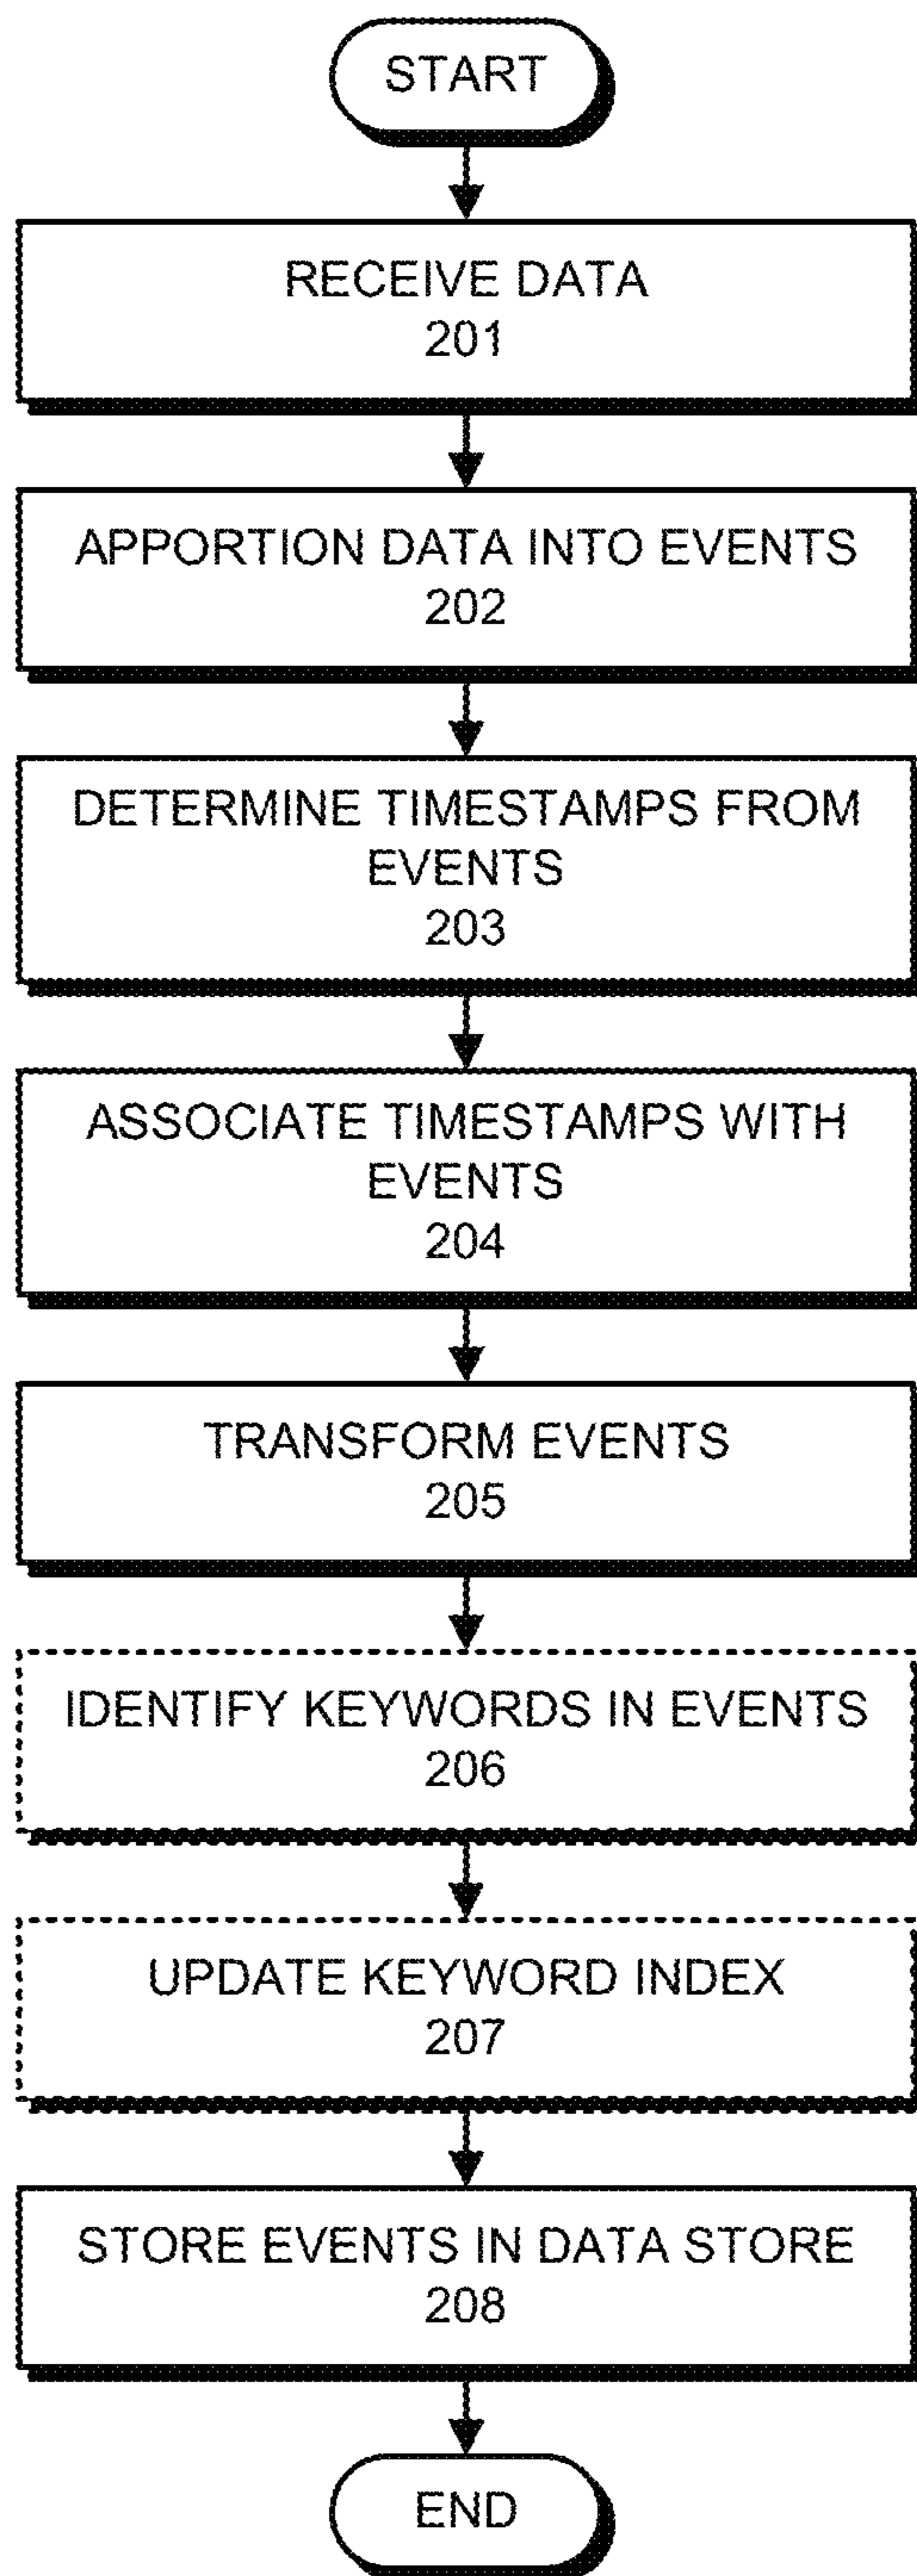 START
RECEIVE DATA
201
APPORTION DATA INTO EVENTS
202
DETERMINE TIMESTAMPS FROM
EVENTS
203
ASSOCIATE TIMESTAMPS WITH
EVENTS
204
TRANSFORM EVENTS
205
IDENTIFY KEYWORDS IN EVENTS
206
UPDATE KEYWORD INDEX
207
STORE EVENTS IN DATA STORE
208
END